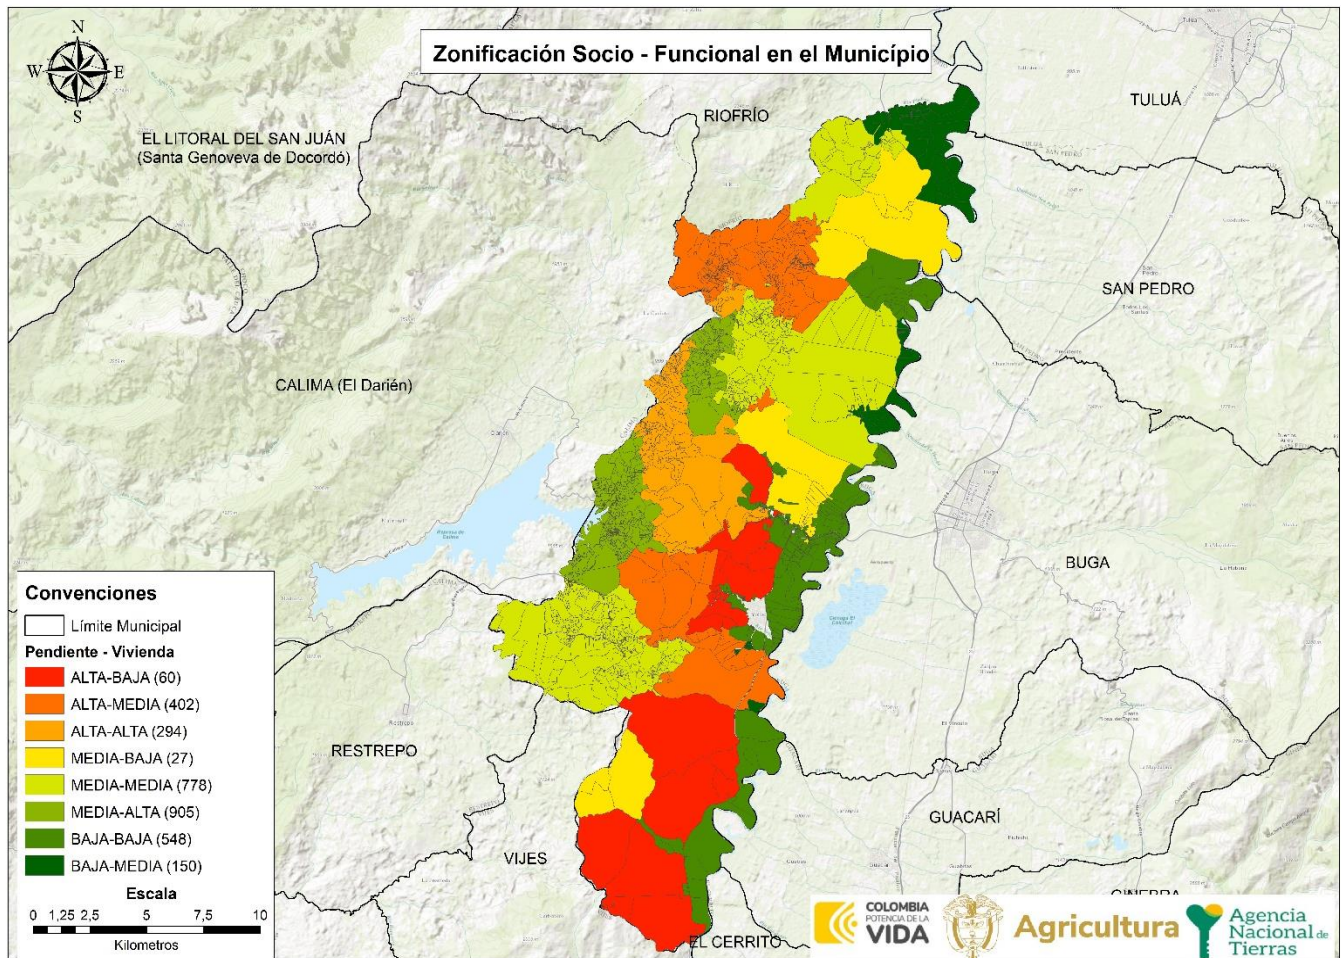 Zonificación Socio - Funcional en el Município
N
W
E
S
TULUÁ
RIOFRÍO
EL LITORAL DEL SAN JUÁN
(Santa Genoveva de Docordó)
SAN PEDRO
CALIMA (El Darién)
BUGA
RESTREPO
GUACARÍ
VIJES
GINEBRA
EL CERRITO
Convenciones
Límite Municipal
Pendiente - Vivienda
ALTA-BAJA (60)
ALTA-MEDIA (402)
ALTA-ALTA (294)
MEDIA-BAJA (27)
MEDIA-MEDIA (778)
MEDIA-ALTA (905)
BAJA-BAJA (548)
BAJA-MEDIA (150)
Escala
0 1,25 2,5 5 7,5 10
Kilometros
COLOMBIA
POTENCIA DE LA
VIDA
Agricultura
Agencia
Nacional de
Tierras